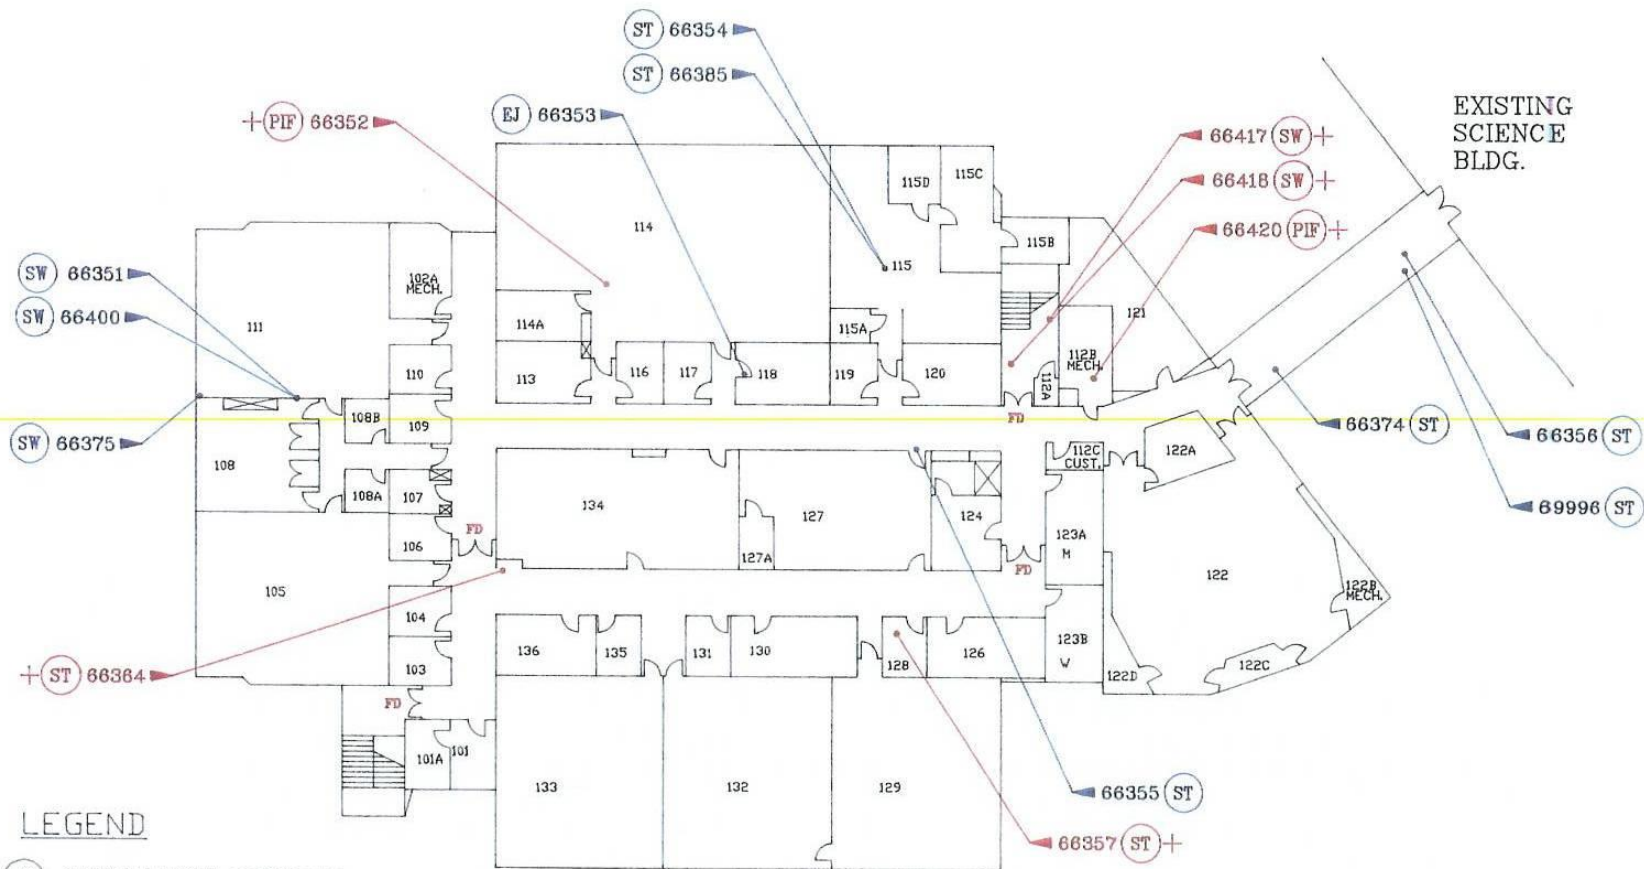 ST 66354
ST 66385
EJ 66353
+ PIF 66352
EXISTING
SCIENCE
BLDG.
66417 SW +
66418 SW +
66420 PIF +
SW 66351
SW 66400
SW 66375
+ ST 66364
66374 ST
66356 ST
69996 ST
66355 ST
66357 ST +
115D
115C
114
115B
115
102A
MECH.
111
114A
115A
121
110
113
116
117
118
119
120
112B
MECH.
112A
FD
108B
109
108
108A
107
112C
CUST.
122A
134
127
124
127A
106
FD
FD
123A
M
122
122B
MECH.
105
104
103
136
135
131
130
128
126
123B
W
122D
122C
FD
101A
101
133
132
129
LEGEND